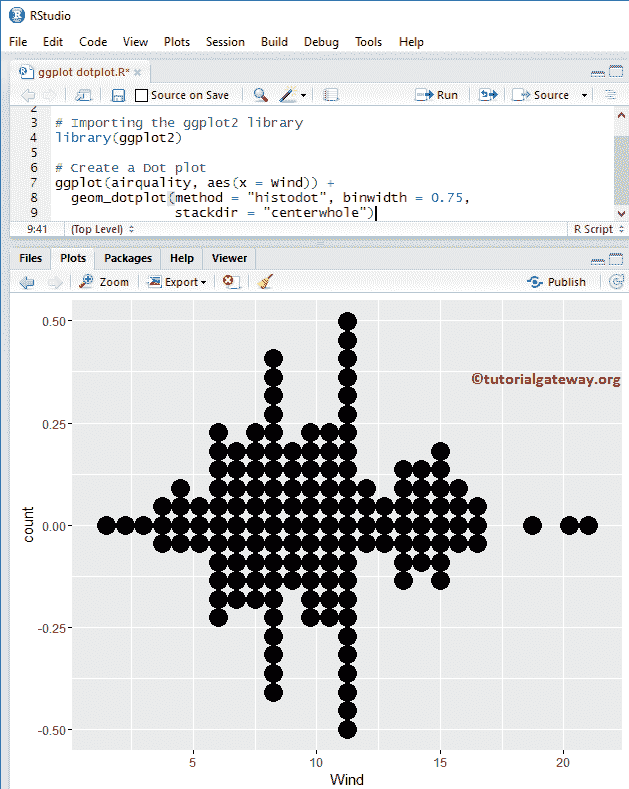 RStudio
File Edit Code View Plots Session Build Debug Tools Help
ggplot dotplot.R* ×
Source on Save Run Source
2
3 # Importing the ggplot2 library
4 library(ggplot2)
5
6 # Create a Dot plot
7 ggplot(airquality, aes(x = Wind)) +
8 geom_dotplot(method = "histodot", binwidth = 0.75,
9 stackdir = "centerwhole")
9:41 (Top Level) R Script
Files Plots Packages Help Viewer
Zoom Export Publish
©tutorialgateway.org
0.50
0.25
0.00
-0.25
-0.50
count
5 10 15 20
Wind